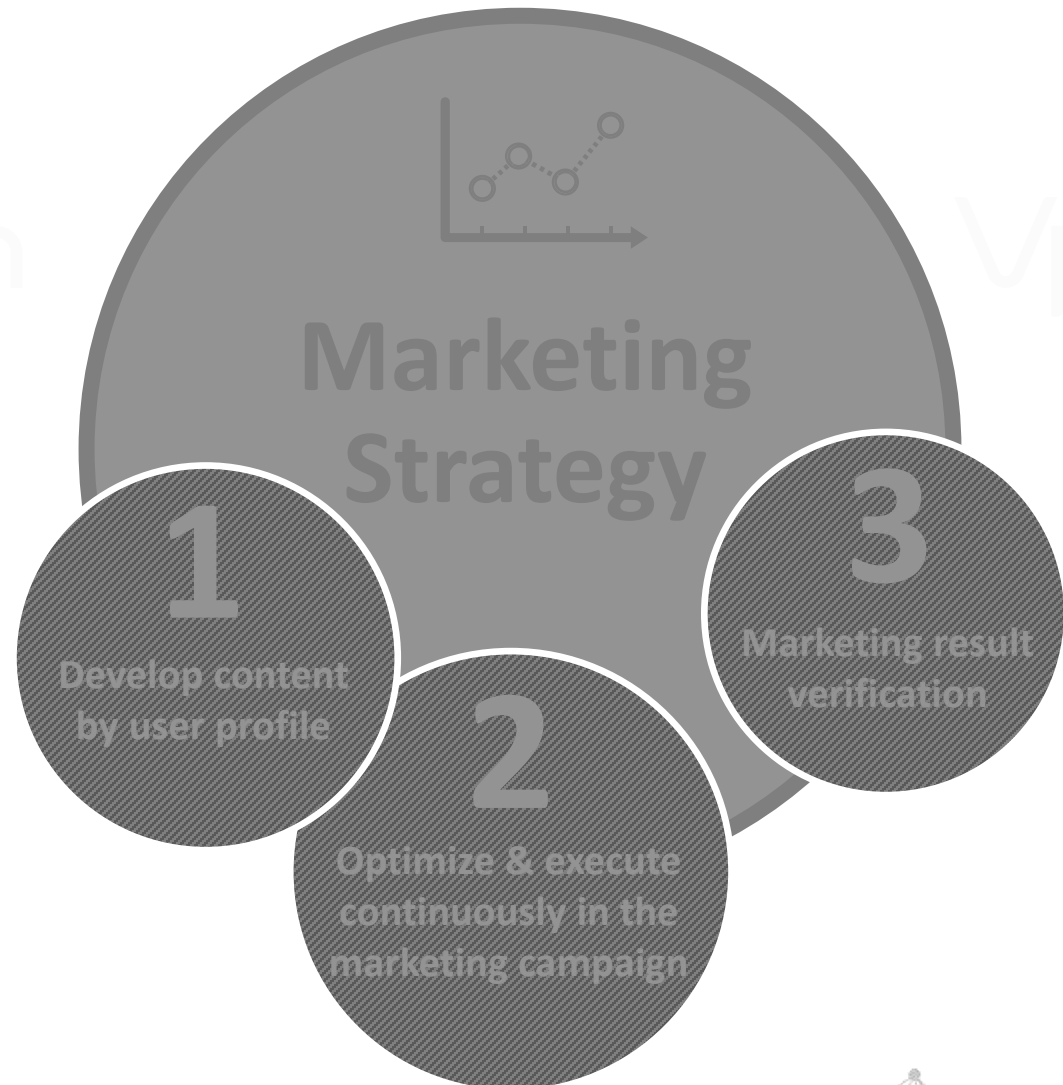 Marketing
Strategy
1
Develop content
by user profile
2
Optimize & execute
continuously in the
marketing campaign
3
Marketing result
verification